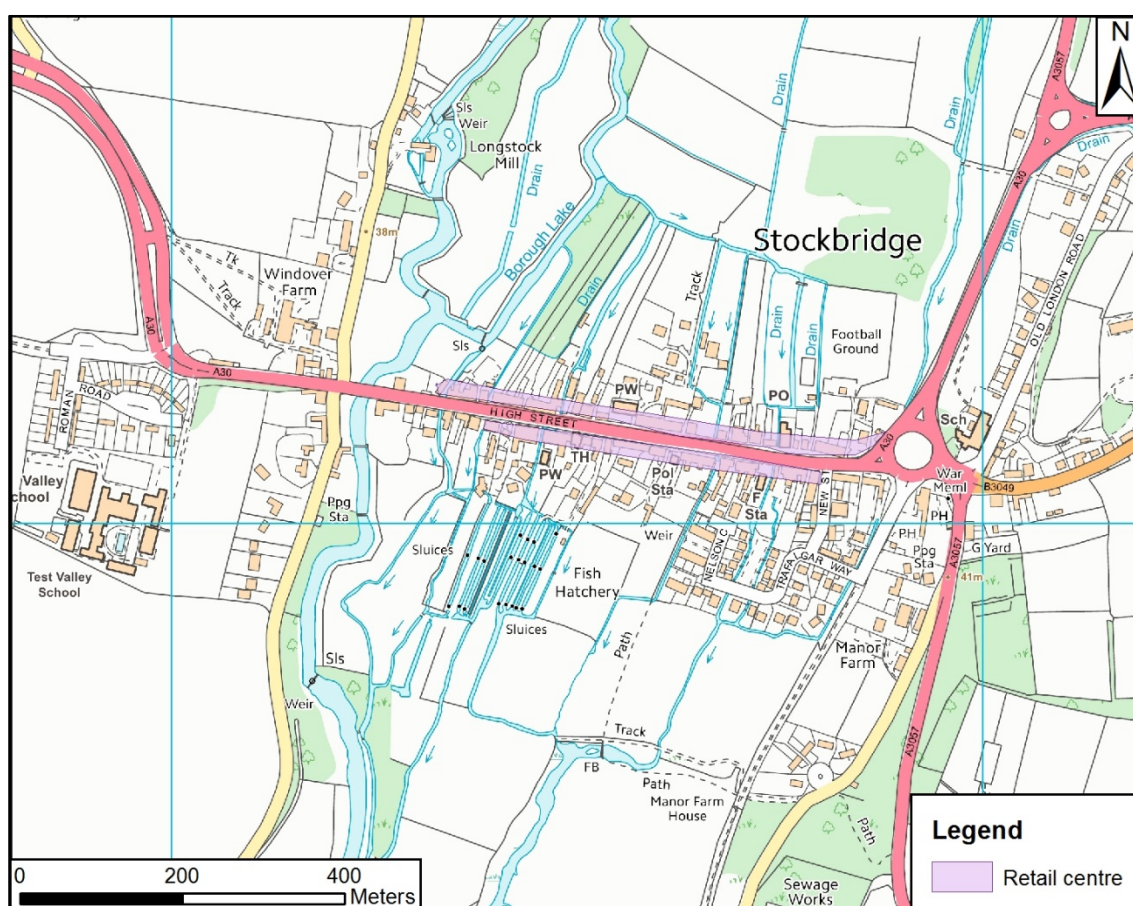 N
A3057
Drain
Drain
Drain
A30
Drain
OLD LONDON ROAD
Sls
Weir
Longstock
Mill
Drain
38m
Borough Lake
Stockbridge
Tk
Track
Windover
Farm
A30
Drain
Track
Drain
Drain
Football
Ground
Sls
A30
ROMAN ROAD
HIGH STREET
PW
PO
A30
Sch
TH
PW
Pol
Sta
F
Sta
NEW ST
War
Meml
B3049
PH
PH
G Yard
Ppg
Sta
A3057
41m
Valley
School
Test Valley
School
Ppg
Sta
Sluices
Fish
Hatchery
Sluices
Weir
NELSON C
TRAFALGAR WAY
Path
Manor
Farm
Sls
Weir
Track
FB
Path
Manor Farm
House
A3057
Path
Sewage
Works
Legend
Retail centre
0 200 400
Meters